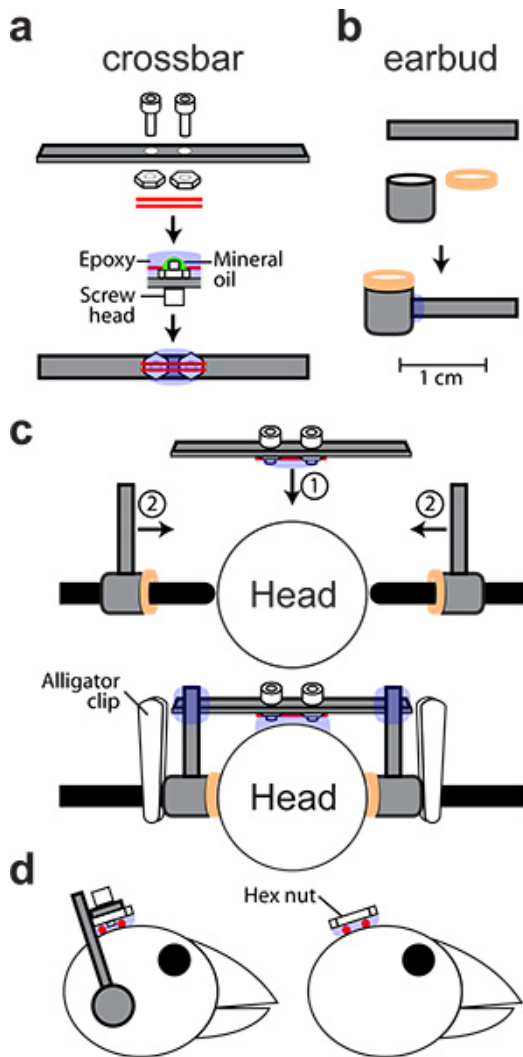 a
crossbar
Epoxy
Mineral
oil
Screw
head
b
earbud
1 cm
c
1
2
2
Head
Alligator
clip
Head
d
Hex nut